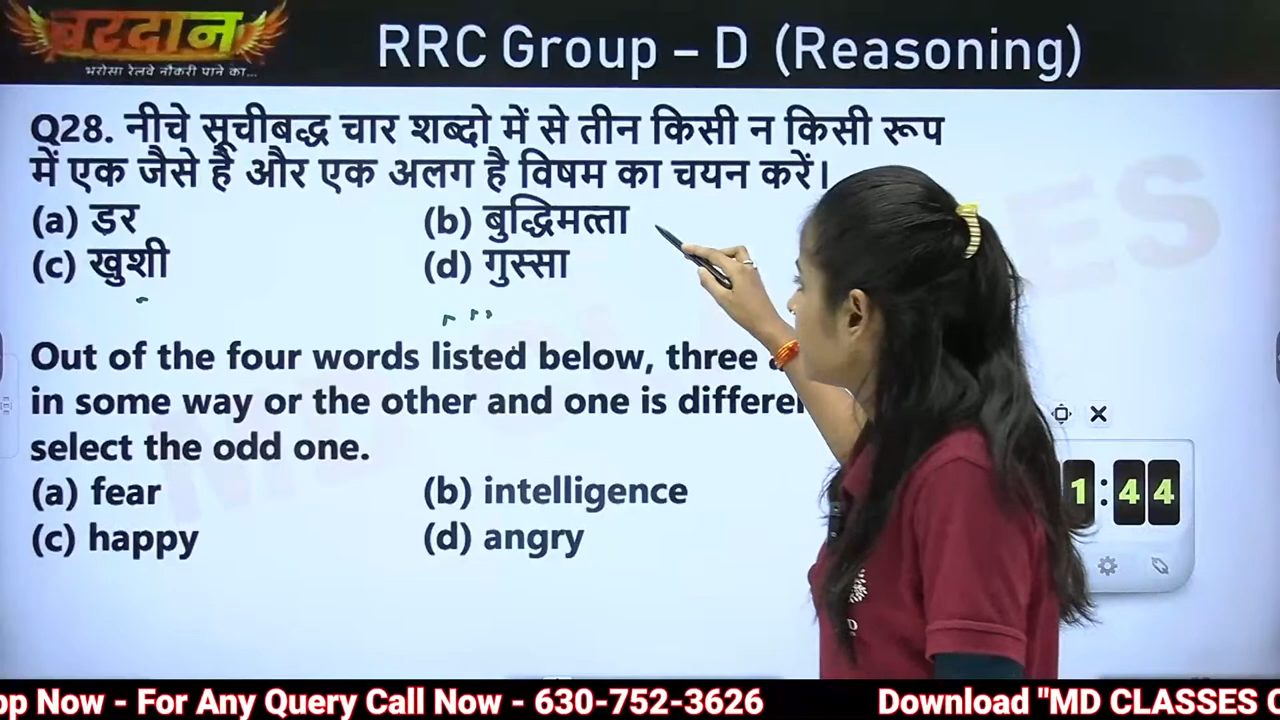 वरदान
भरोसा रेलवे नौकरी पाने का...
RRC Group – D (Reasoning)
Q28. नीचे सूचीबद्ध चार शब्दो में से तीन किसी न किसी रूप
में एक जैसे है और एक अलग है विषम का चयन करें।
(a) डर (b) बुद्धिमत्ता
(c) खुशी (d) गुस्सा
Out of the four words listed below, three
in some way or the other and one is
select the odd one.
(a) fear (b) intelligence
(c) happy (d) angry
1:44
Now - For Any Query Call Now - 630-752-3626 Download "MD CLASSES